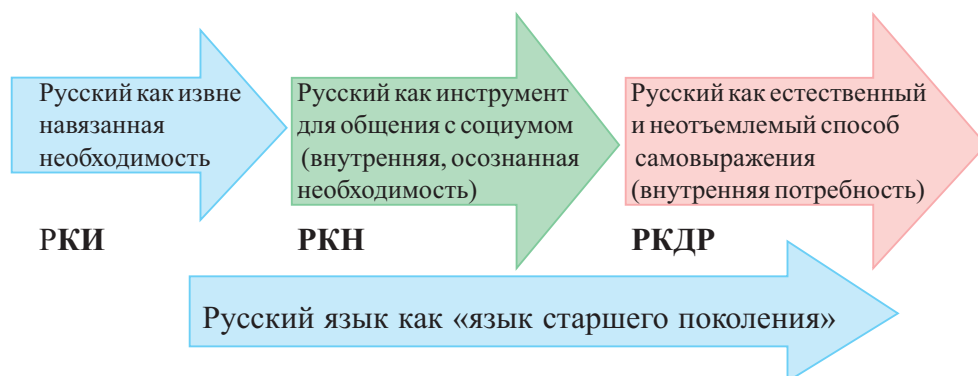 Русский как извне
навязанная
необходимость
Русский как инструмент
для общения с социумом
(внутренняя, осознанная
необходимость)
Русский как естественный
и неотъемлемый способ
самовыражения
(внутренняя потребность)
РКИ
РКН
РКДР
Русский язык как «язык старшего поколения»